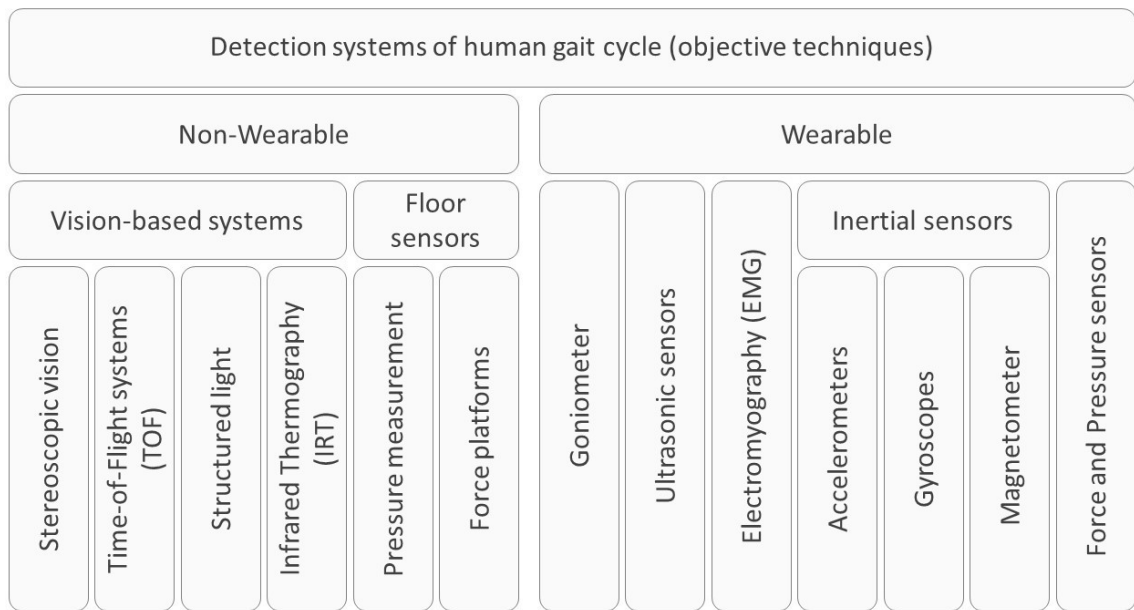 Detection systems of human gait cycle (objective techniques)
Non-Wearable
Wearable
Vision-based systems
Floor
sensors
Inertial sensors
Stereoscopic vision
Time-of-Flight systems
(TOF)
Structured light
Infrared Thermography
(IRT)
Pressure measurement
Force platforms
Goniometer
Ultrasonic sensors
Electromyography (EMG)
Accelerometers
Gyroscopes
Magnetometer
Force and Pressure sensors